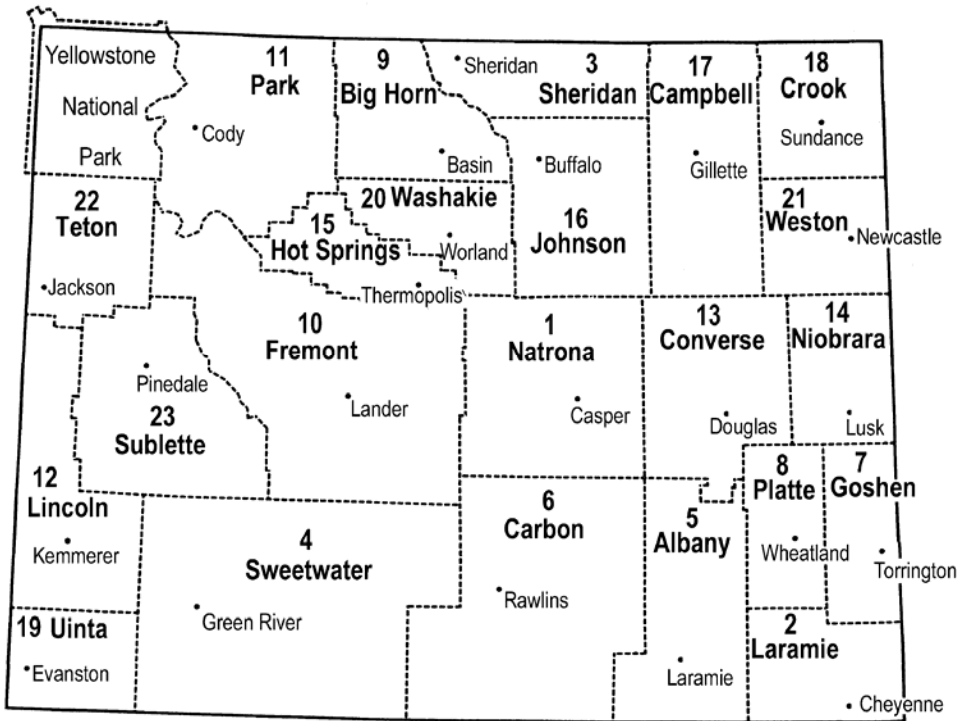 Yellowstone
National
Park
11
Park
Cody
9
Big Horn
Basin
Sheridan
3
Sheridan
17
Campbell
Gillette
18
Crook
Sundance
22
Teton
Jackson
15
Hot Springs
Thermopolis
20 Washakie
Worland
Buffalo
16
Johnson
21
Weston
Newcastle
10
Fremont
Lander
1
Natrona
Casper
13
Converse
Douglas
14
Niobrara
Lusk
Pinedale
23
Sublette
12
Lincoln
Kemmerer
4
Sweetwater
Green River
6
Carbon
Rawlins
5
Albany
Laramie
8
Platte
Wheatland
7
Goshen
Torrington
19 Uinta
Evanston
2
Laramie
Cheyenne